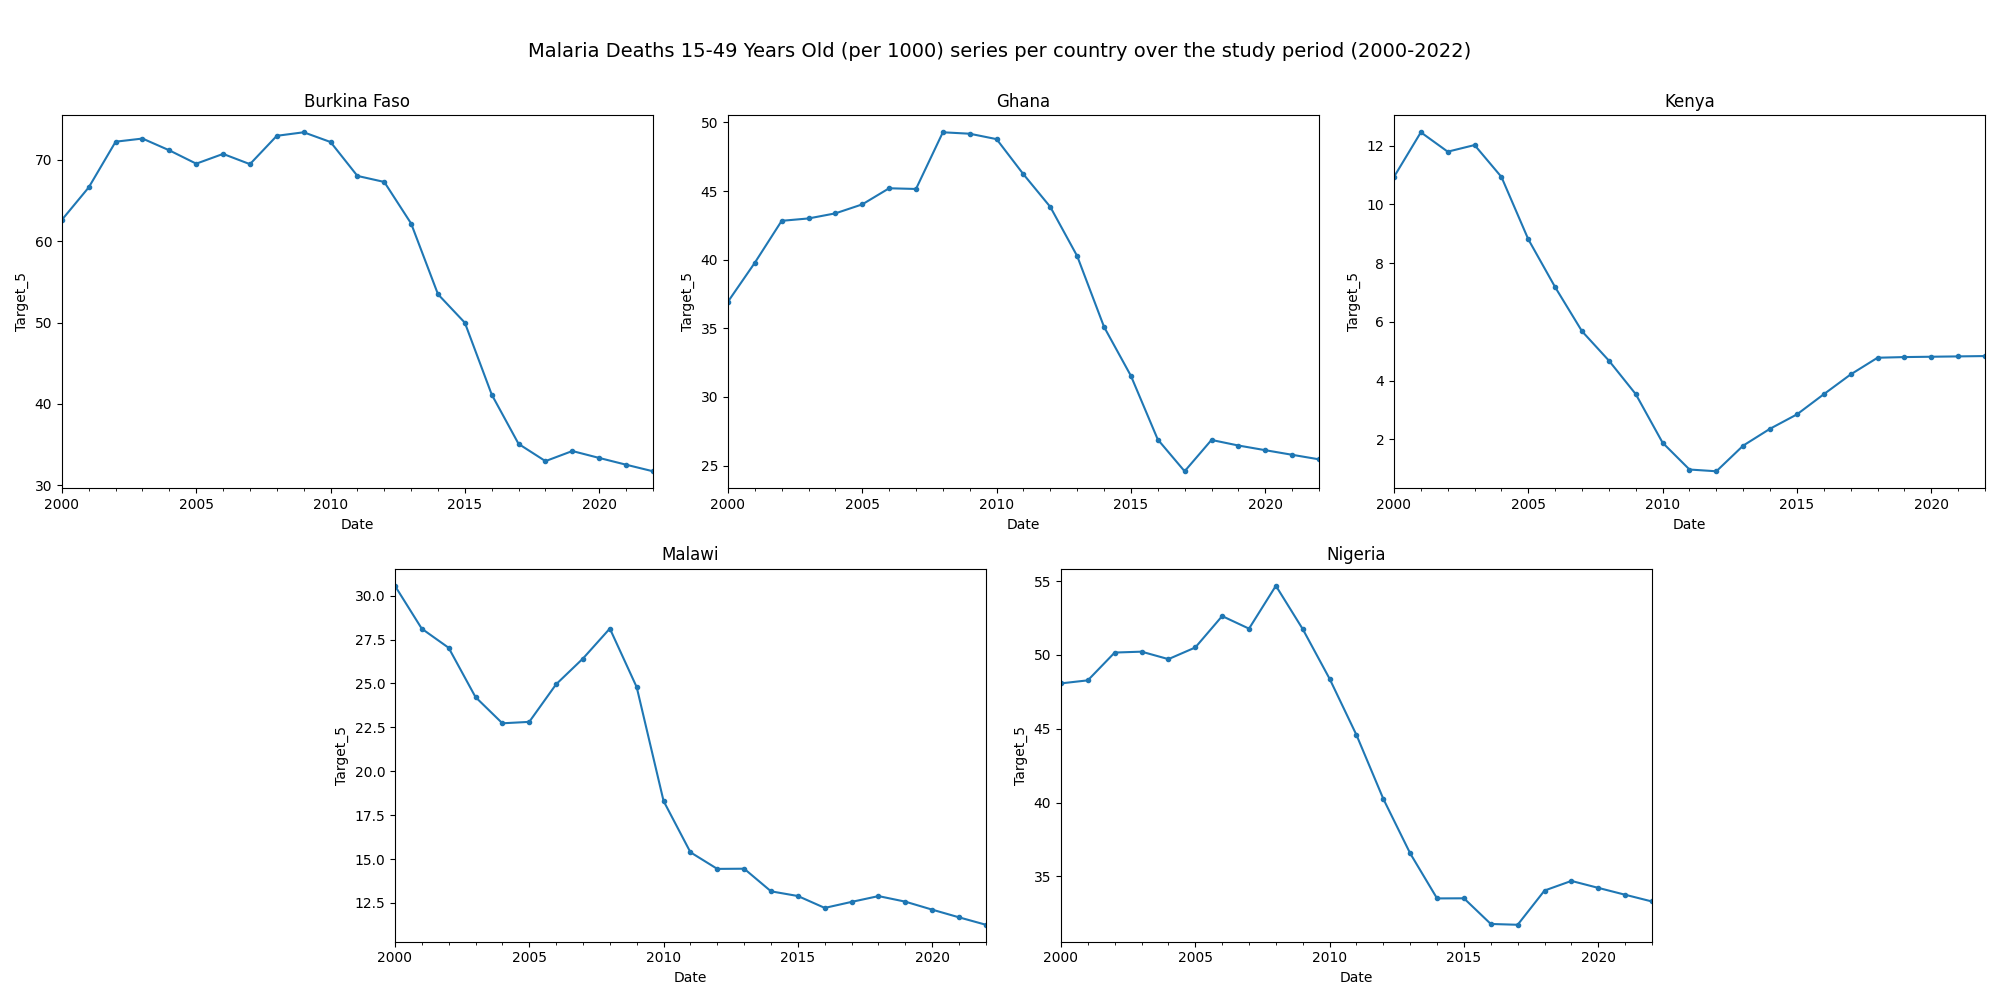 Malaria Deaths 15-49 Years Old (per 1000) series per country over the study period (2000-2022)
Burkina Faso
70
60
50
40
30
Target_5
2000 2005 2010 2015 2020
Date
Ghana
50
45
40
35
30
25
Target_5
2000 2005 2010 2015 2020
Date
Kenya
12
10
8
6
4
2
Target_5
2000 2005 2010 2015 2020
Date
Malawi
30.0
27.5
25.0
22.5
20.0
17.5
15.0
12.5
Target_5
2000 2005 2010 2015 2020
Date
Nigeria
55
50
45
40
35
Target_5
2000 2005 2010 2015 2020
Date